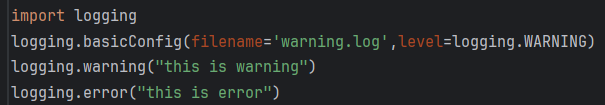 import logging
logging.basicConfig(filename='warning.log',level=logging.WARNING)
logging.warning("this is warning")
logging.error("this is error")